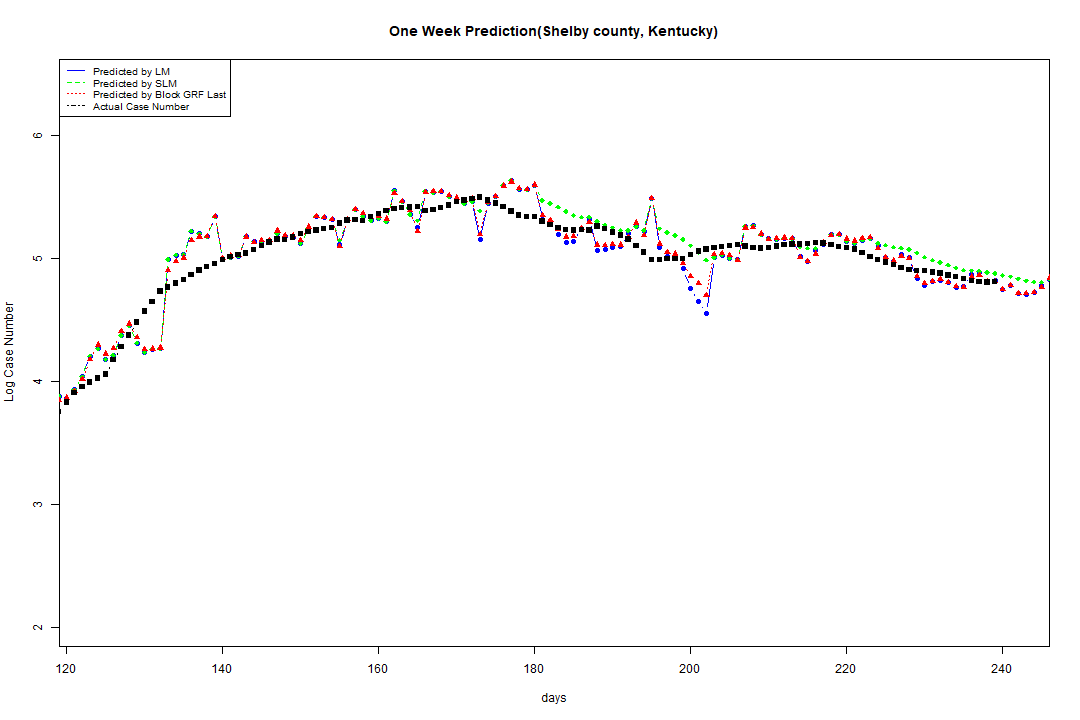 One Week Prediction(Shelby county, Kentucky)
Predicted by LM
Predicted by SLM
Predicted by Block GRF Last
Actual Case Number
6
5
4
3
2
Log Case Number
120 140 160 180 200 220 240
days